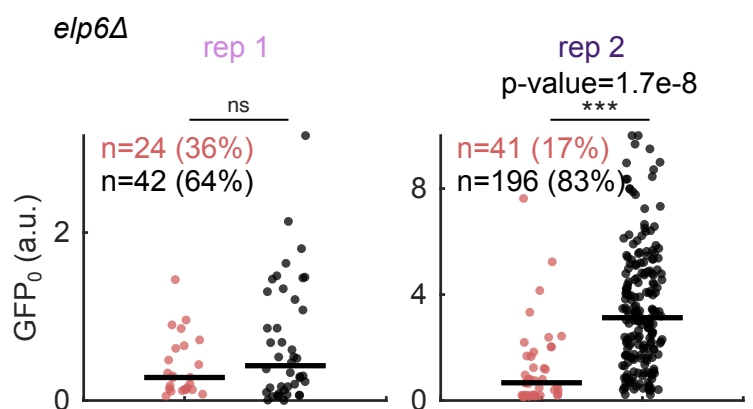 elp6Δ
rep 1
rep 2
p-value=1.7e-8
ns
***
n=24 (36%)
n=42 (64%)
n=41 (17%)
n=196 (83%)
GFP₀ (a.u.)
2
0
8
4
0